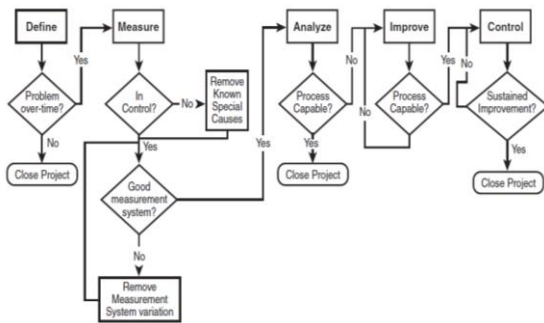 Define
Measure
Analyze
Improve
Control
Yes
No
Yes
No
Problem
over-time?
In
Control?
No
Remove
Known
Special
Causes
Process
Capable?
Process
Capable?
Sustained
Improvement?
No
Yes
Yes
Yes
No
Yes
Close Project
Good
measurement
system?
Close Project
Close Project
No
Remove
Measurement
System variation